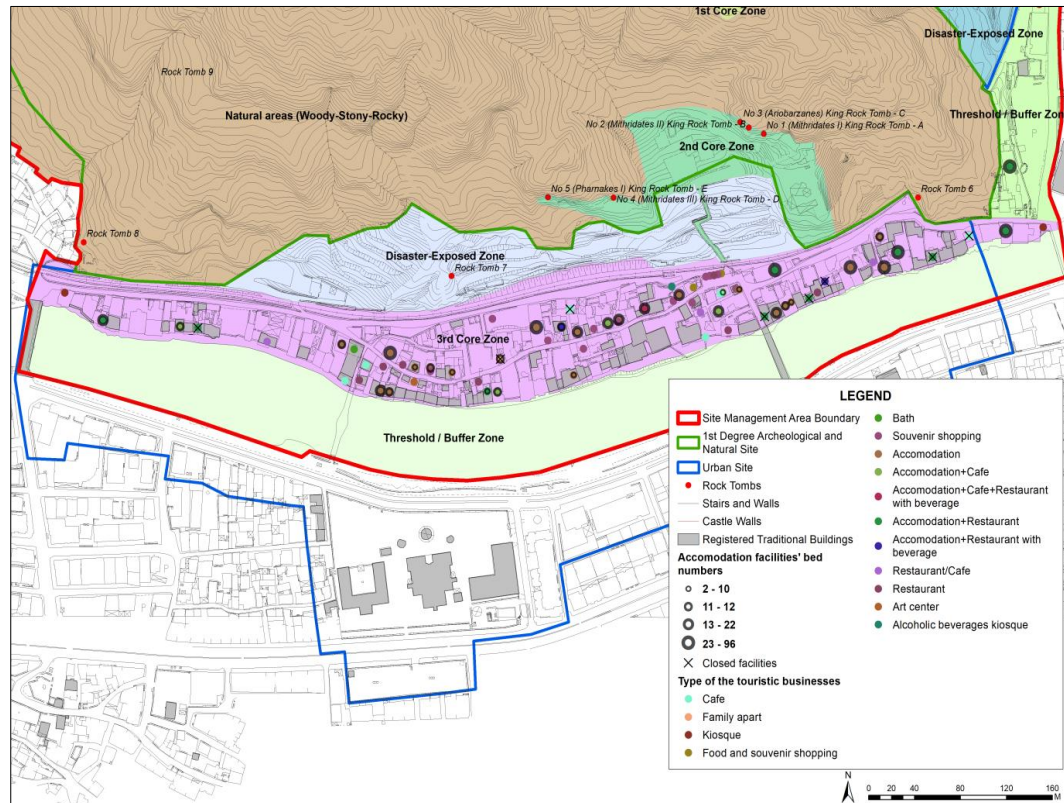 1st Core Zone
Disaster-Exposed
Zone
Rock Tomb 9
Natural areas (Woody-Stony-Rocky)
No 3 (Ariobarzanes) King Rock Tomb - C
No 2 (Mithridates II) King Rock Tomb - B
No 1 (Mithridates I) King Rock Tomb - A
Threshold / Buffer Zon
2nd Core Zone
P
No 5 (Pharnakes I) King Rock Tomb - E
No 4 (Mithridates III) King Rock Tomb - D
Rock Tomb 6
Rock Tomb 8
Disaster-Exposed
Zone
Rock Tomb 7
3rd Core Zone
Threshold / Buffer Zone
P
LEGEND
Site Management Area Boundary
1st Degree Archeological and
Natural Site
Urban Site
Rock Tombs
Stairs and Walls
Castle Walls
Registered Traditional Buildings
Accomodation facilities' bed
numbers
2 - 10
11 - 12
13 - 22
23 - 96
Closed facilities
Type of the touristic businesses
Cafe
Family apart
Kiosque
Food and souvenir shopping
Bath
Souvenir shopping
Accomodation
Accomodation+Cafe
Accomodation+Cafe+Restaurant
with beverage
Accomodation+Restaurant
Accomodation+Restaurant with
beverage
Restaurant/Cafe
Restaurant
Art center
Alcoholic beverages kiosque
N
0 10 20 40 60 80 120 160
M